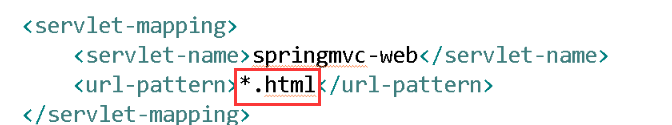 <servlet-mapping>
    <servlet-name>springmvc-web</servlet-name>
    <url-pattern>*.html</url-pattern>
</servlet-mapping>